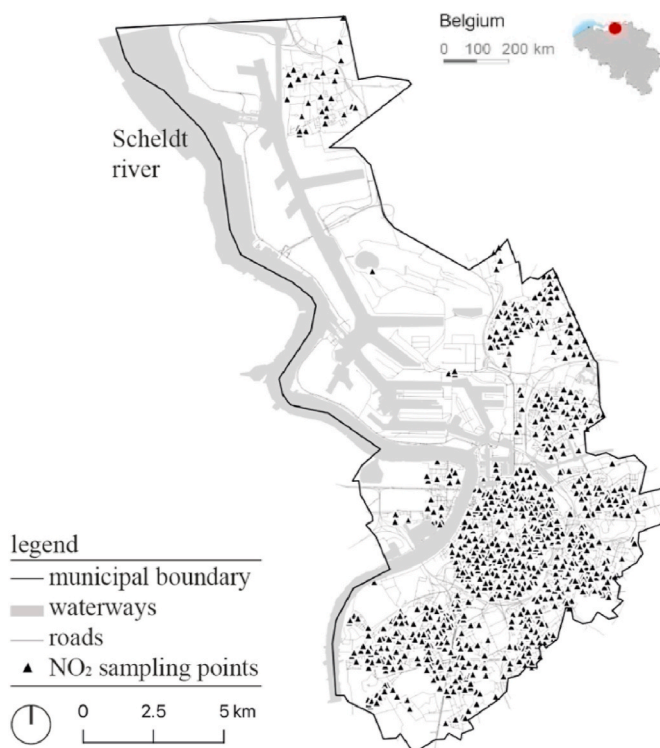 Belgium
0 100 200 km
Scheldt
river
legend
municipal boundary
waterways
roads
NO₂ sampling points
0 2.5 5 km